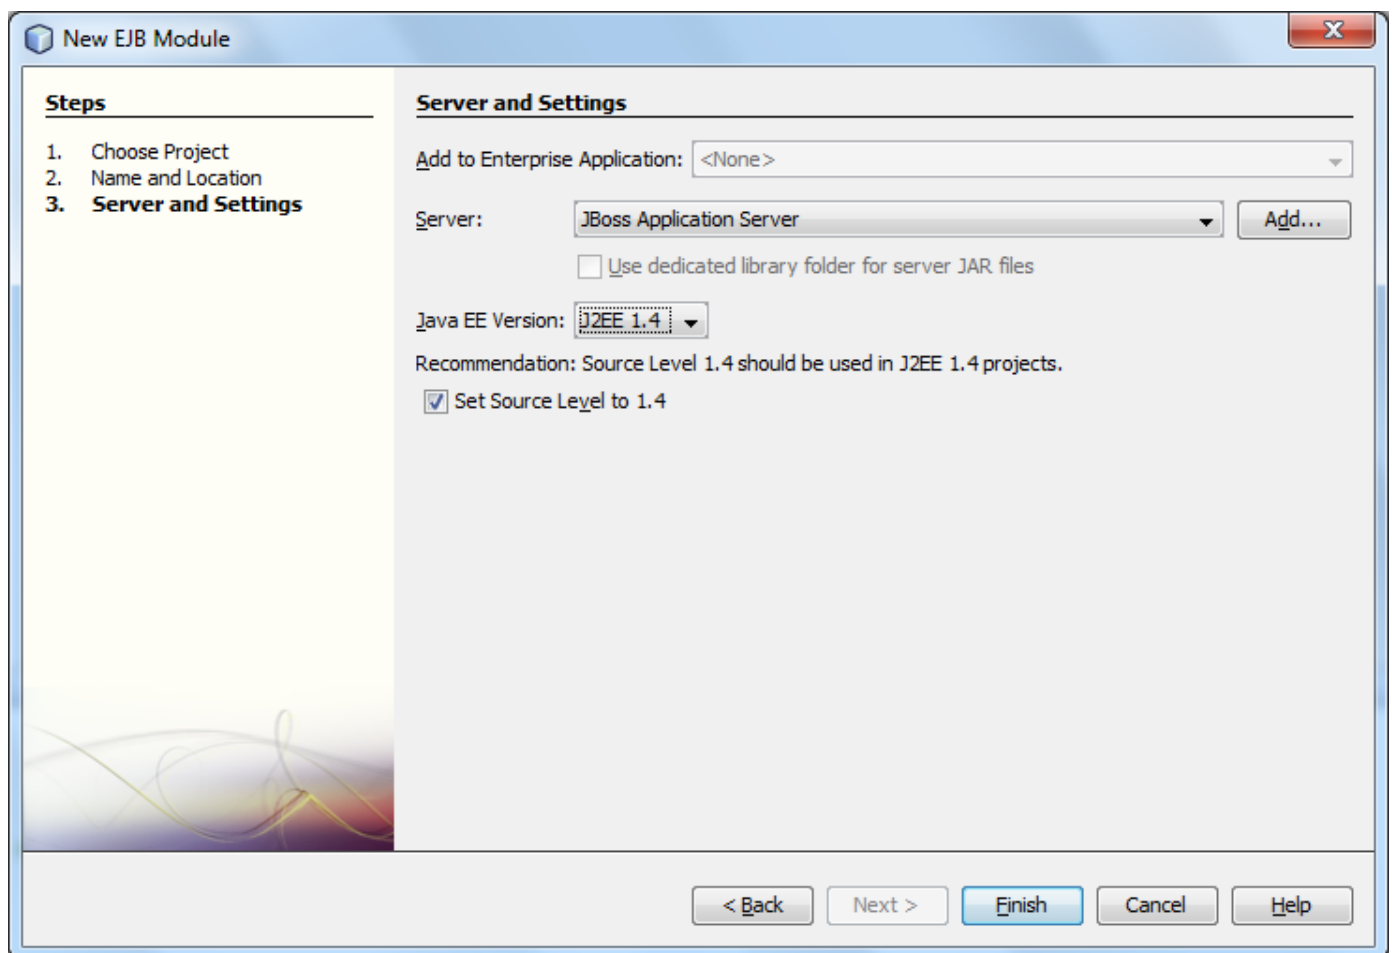 New EJB Module
X
Steps
1. Choose Project
2. Name and Location
3. Server and Settings
Server and Settings
Add to Enterprise Application: <None>
Server: JBoss Application Server Add...
Use dedicated library folder for server JAR files
Java EE Version: J2EE 1.4
Recommendation: Source Level 1.4 should be used in J2EE 1.4 projects.
Set Source Level to 1.4
< Back Next > Finish Cancel Help